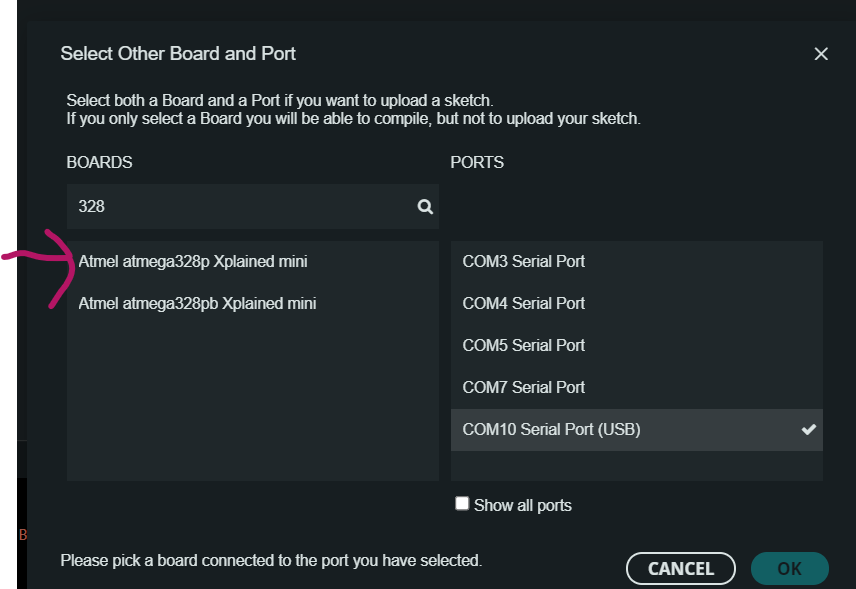 Select Other Board and Port
Select both a Board and a Port if you want to upload a sketch.
If you only select a Board you will be able to compile, but not to upload your sketch.
BOARDS
PORTS
328
Atmel atmega328p Xplained mini
Atmel atmega328pb Xplained mini
COM3 Serial Port
COM4 Serial Port
COM5 Serial Port
COM7 Serial Port
COM10 Serial Port (USB)
Show all ports
B
Please pick a board connected to the port you have selected.
CANCEL
OK